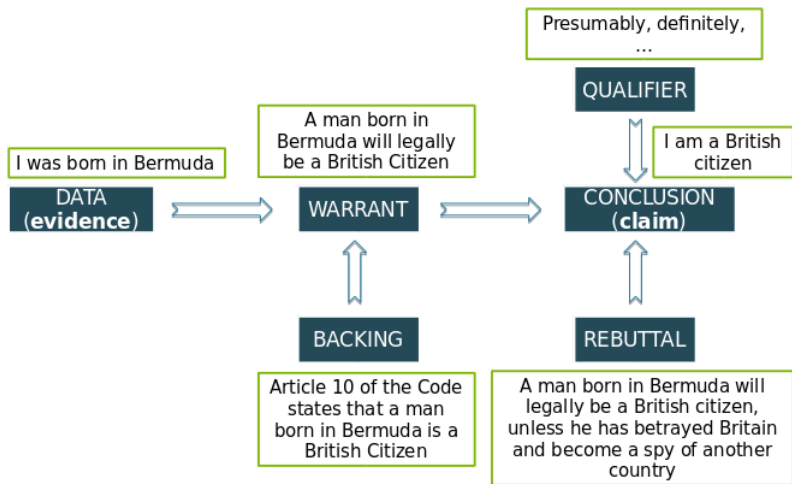 Presumably, definitely,
...
QUALIFIER
A man born in
Bermuda will legally
be a British Citizen
I am a British
citizen
I was born in Bermuda
DATA
(evidence)
WARRANT
CONCLUSION
(claim)
BACKING
REBUTTAL
Article 10 of the Code
states that a man
born in Bermuda is a
British Citizen
A man born in Bermuda will
legally be a British citizen,
unless he has betrayed Britain
and become a spy of another
country